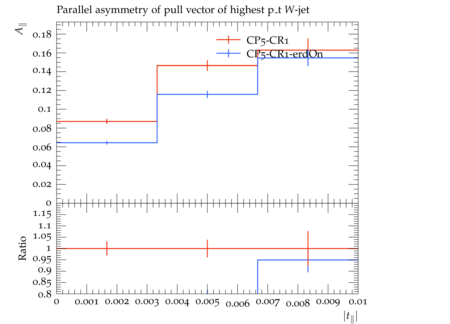 Parallel asymmetry of pull vector of highest p_t W-jet
A∥
0.18
0.16
0.14
0.12
0.1
0.08
0.06
0.04
0.02
0
CP5-CR1
CP5-CR1-erdOn
Ratio
1.15
1.1
1.05
1
0.95
0.9
0.85
0.8
0 0.001 0.002 0.003 0.004 0.005 0.006 0.007 0.008 0.009 0.01
|t∥|